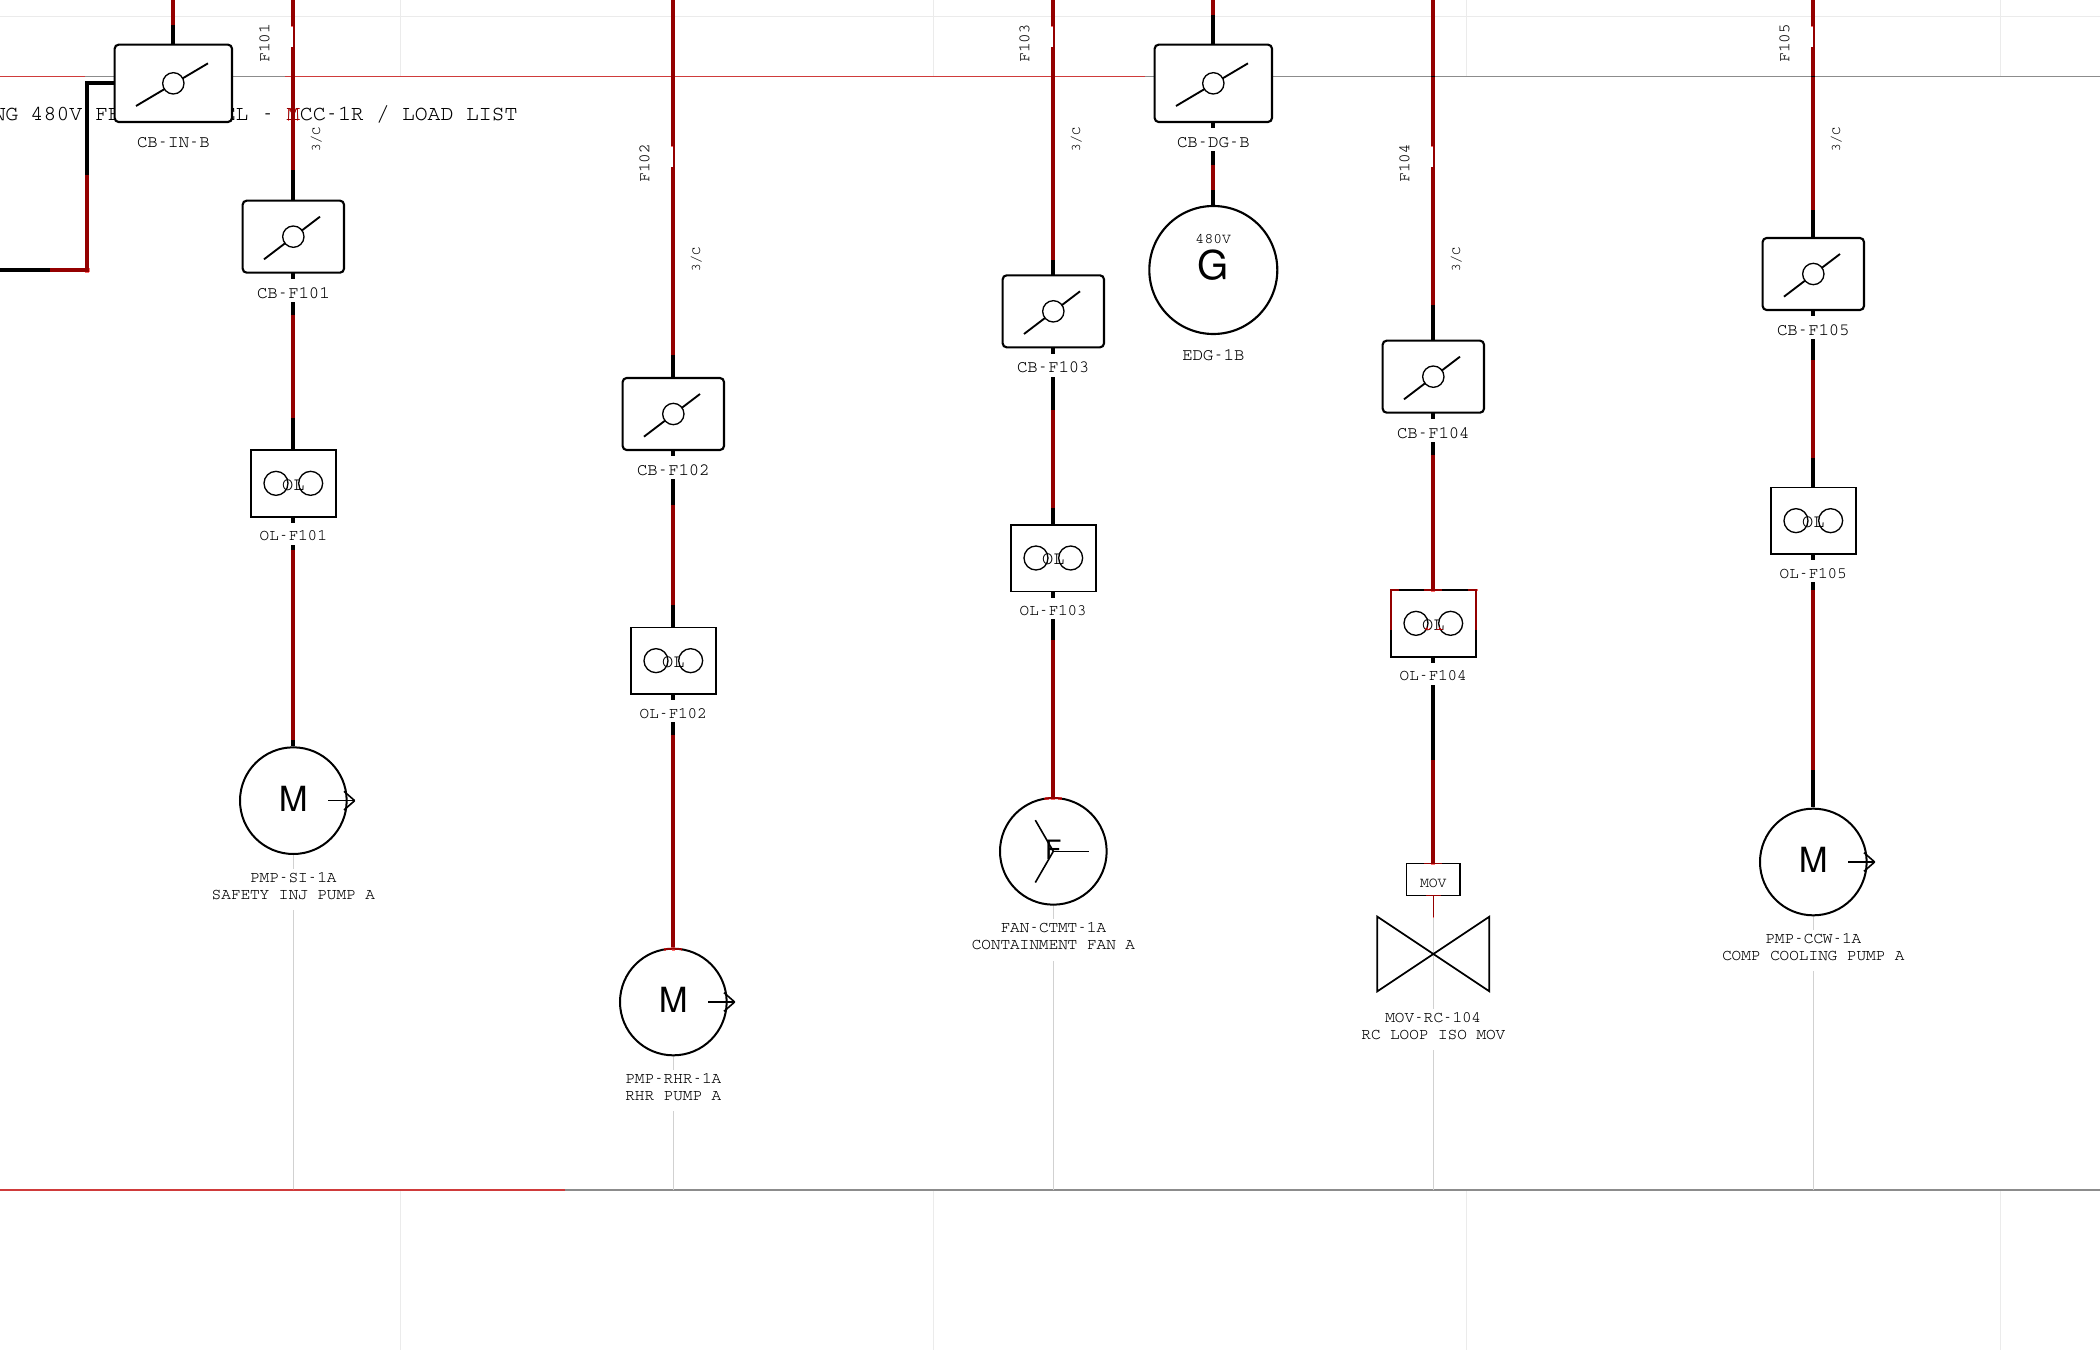 F101
F103
F105
480V
- MCC-1R / LOAD LIST
3/C
3/C
3/C
CB-IN-B
CB-DG-B
F102
F104
480V
G
3/C
3/C
CB-F101
CB-F105
EDG-1B
CB-F103
CB-F104
CB-F102
OL
OL
OL-F101
OL
OL-F105
OL-F103
OL
OL
OL-F104
OL-F102
M
F
M
PMP-SI-1A
SAFETY INJ PUMP A
MOV
FAN-CTMT-1A
CONTAINMENT FAN A
PMP-CCW-1A
COMP COOLING PUMP A
M
MOV-RC-104
RC LOOP ISO MOV
PMP-RHR-1A
RHR PUMP A